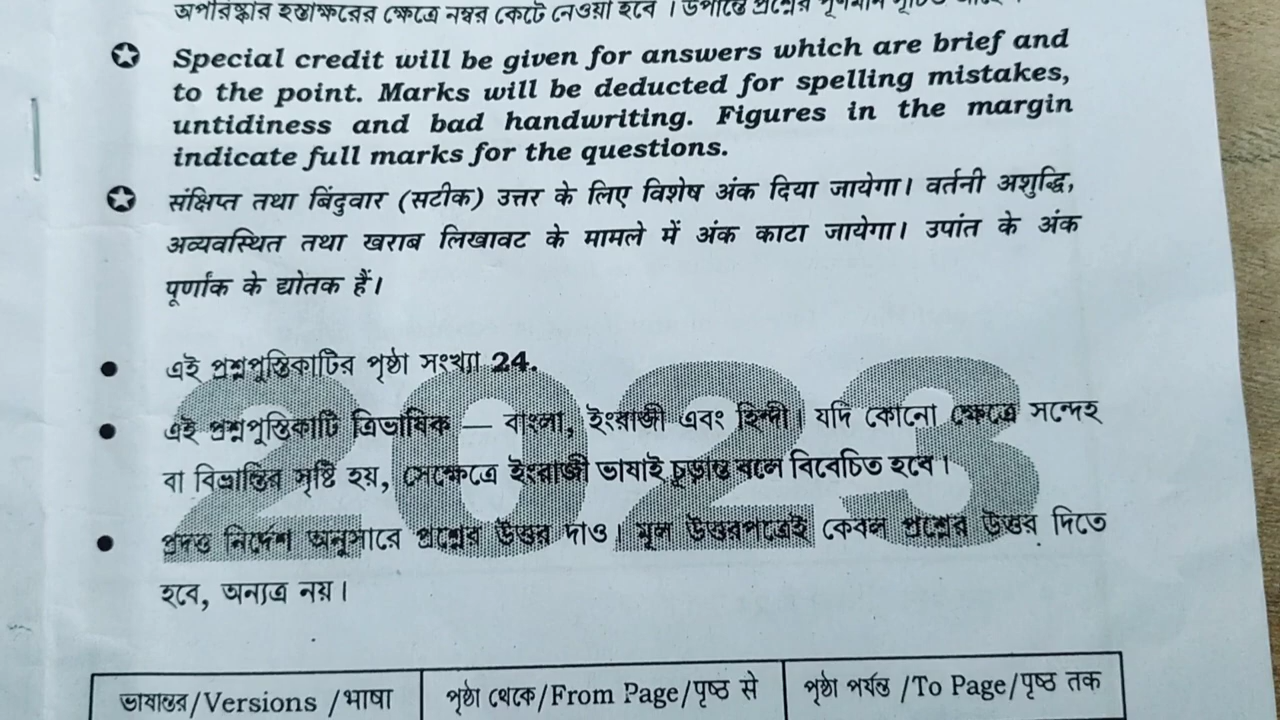 অপরিষ্কার হস্তাক্ষরের ক্ষেত্রে নম্বর কেটে নেওয়া হবে । উপান্তে প্রশ্নের পূর্ণমান
Special credit will be given for answers which are brief and
to the point. Marks will be deducted for spelling mistakes,
untidiness and bad handwriting. Figures in the margin
indicate full marks for the questions.
संक्षिप्त तथा बिंदुवार (सटीक) उत्तर के लिए विशेष अंक दिया जायेगा। वर्तनी अशुद्धि,
अव्यवस्थित तथा खराब लिखावट के मामले में अंक काटा जायेगा। उपांत के अंक
पूर्णांक के द्योतक हैं।
2023
● এই প্রশ্নপুস্তিকাটির পৃষ্ঠা সংখ্যা 24.
● এই প্রশ্নপুস্তিকাটি ত্রিভাষিক — বাংলা, ইংরাজী এবং হিন্দী। যদি কোনো ক্ষেত্রে সন্দেহ
বা বিভ্রান্তির সৃষ্টি হয়, সেক্ষেত্রে ইংরাজী ভাষাই চূড়ান্ত বলে বিবেচিত হবে।
● প্রদত্ত নির্দেশ অনুসারে প্রশ্নের উত্তর দাও। মূল উত্তরপত্রেই কেবল প্রশ্নের উত্তর দিতে
হবে, অন্যত্র নয়।
ভাষান্তর/Versions /भाषा পৃষ্ঠা থেকে/From Page/पृष्ठ से পৃষ্ঠা পর্যন্ত /To Page/पृष्ठ तक